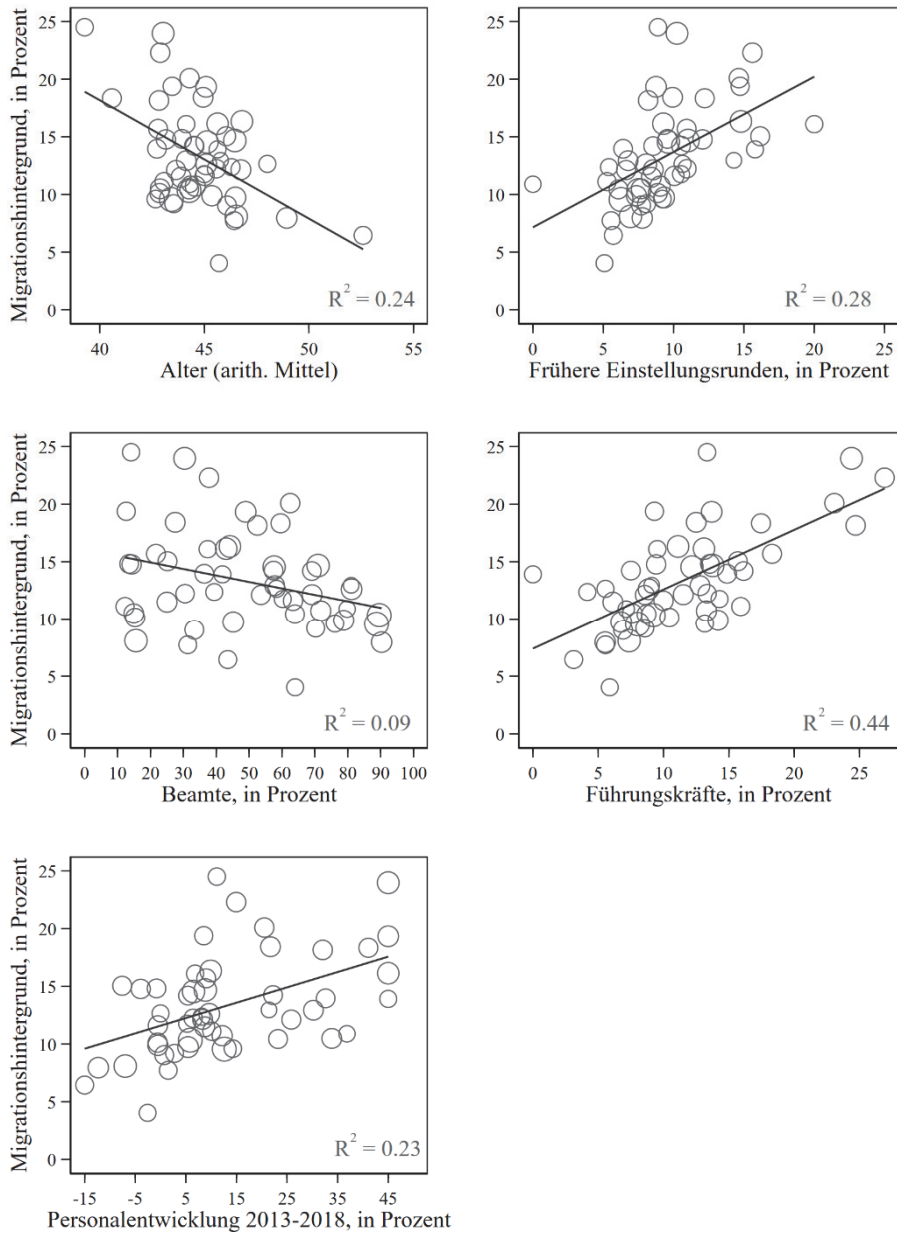 Migrationshintergrund, in Prozent
25
20
15
10
5
0
R² = 0.24
40 45 50 55
Alter (arith. Mittel)
25
20
15
10
5
0
R² = 0.28
0 5 10 15 20 25
Frühere Einstellungsrunden, in Prozent
Migrationshintergrund, in Prozent
25
20
15
10
5
0
R² = 0.09
0 10 20 30 40 50 60 70 80 90 100
Beamte, in Prozent
25
20
15
10
5
0
R² = 0.44
0 5 10 15 20 25
Führungskräfte, in Prozent
Migrationshintergrund, in Prozent
25
20
15
10
5
0
R² = 0.23
-15 -5 5 15 25 35 45
Personalentwicklung 2013-2018, in Prozent